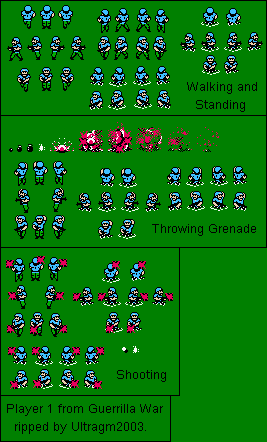 Walking and
Standing
Throwing Grenade
Shooting
Player 1 from Guerrilla War
ripped by Ultragm2003.